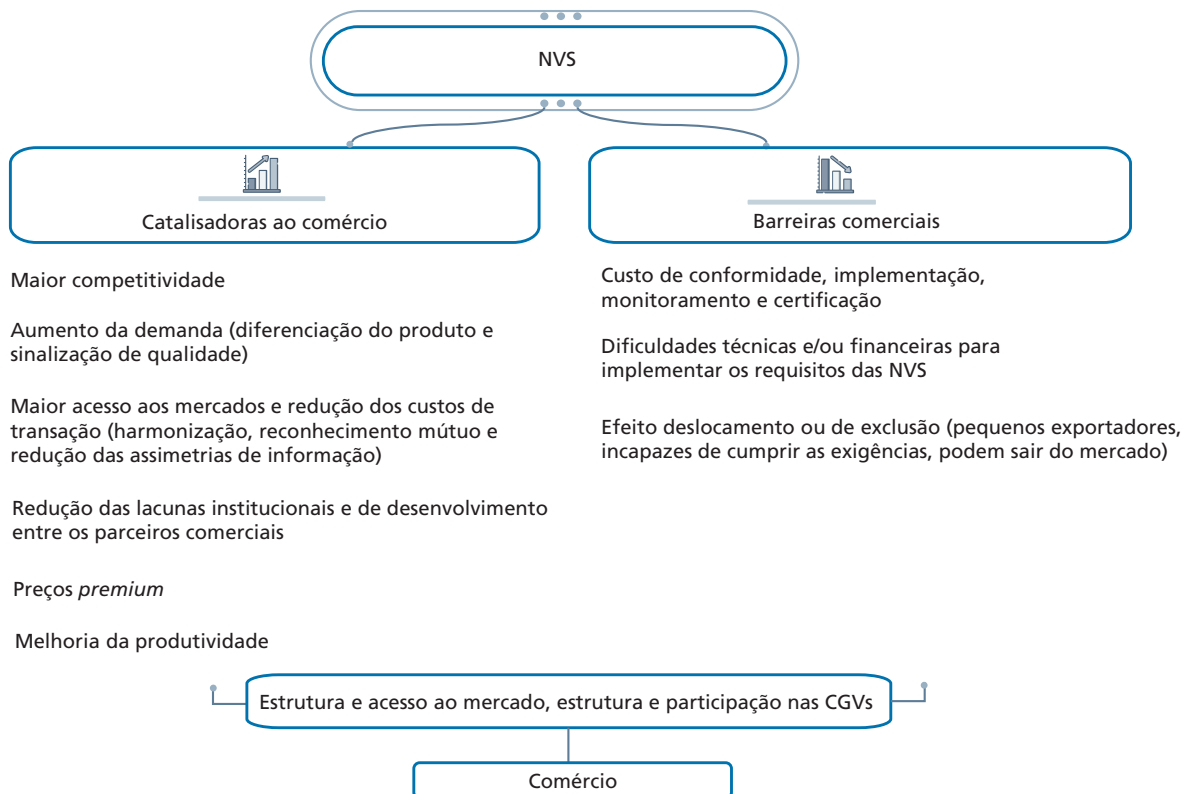 NVS
Catalisadoras ao comércio
Maior competitividade
Aumento da demanda (diferenciação do produto e
sinalização de qualidade)
Maior acesso aos mercados e redução dos custos de
transação (harmonização, reconhecimento mútuo e
redução das assimetrias de informação)
Redução das lacunas institucionais e de desenvolvimento
entre os parceiros comerciais
Preços premium
Melhoria da produtividade
Barreiras comerciais
Custo de conformidade, implementação,
monitoramento e certificação
Dificuldades técnicas e/ou financeiras para
implementar os requisitos das NVS
Efeito deslocamento ou de exclusão (pequenos exportadores,
incapazes de cumprir as exigências, podem sair do mercado)
Estrutura e acesso ao mercado, estrutura e participação nas CGVs
Comércio